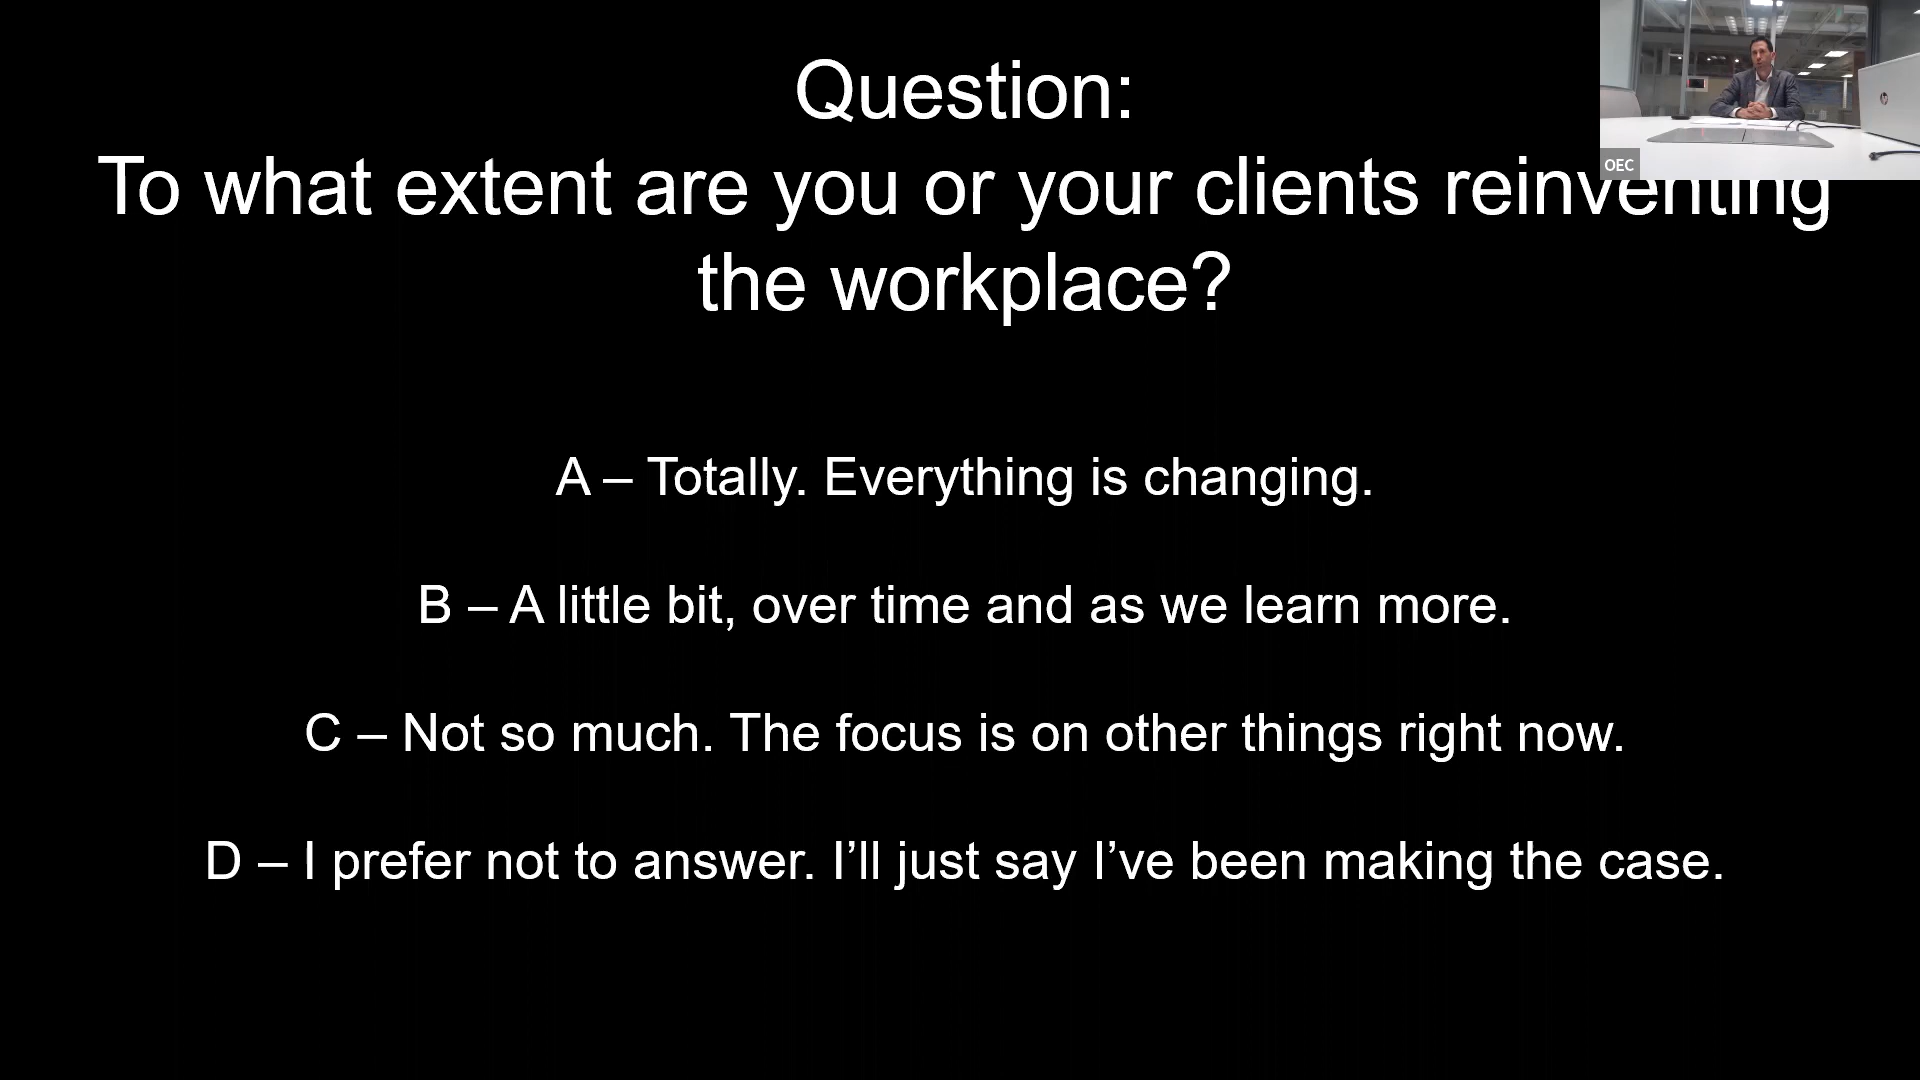 Question:
To what extent are you or your clients reinventing
the workplace?
A – Totally. Everything is changing.
B – A little bit, over time and as we learn more.
C – Not so much. The focus is on other things right now.
D – I prefer not to answer. I’ll just say I’ve been making the case.
OEC